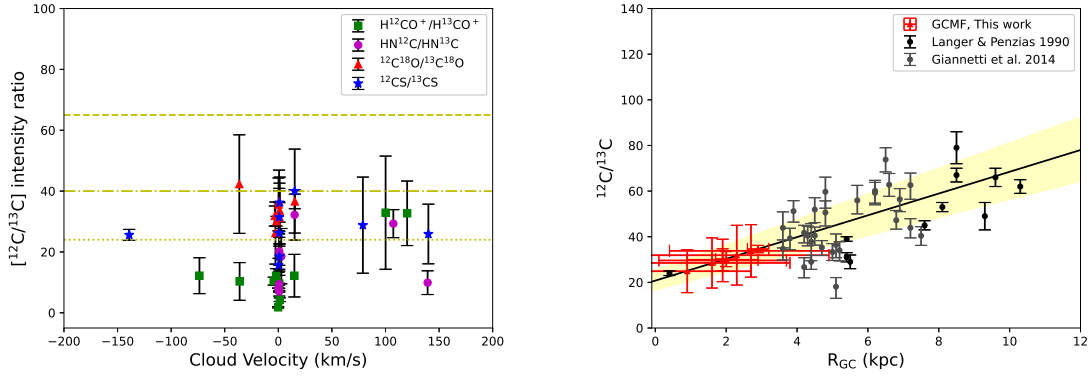 100
80
60
40
20
0
−200
−150
−100
−50
0
50
100
150
200
Cloud Velocity (km/s)
[¹²C/¹³C] intensity ratio
H¹²CO⁺/H¹³CO⁺
HN¹²C/HN¹³C
¹²C¹⁸O/¹³C¹⁸O
¹²CS/¹³CS
140
120
100
80
60
40
20
0
0
2
4
6
8
10
12
R_GC (kpc)
¹²C/¹³C
GCMF, This work
Langer & Penzias 1990
Giannetti et al. 2014